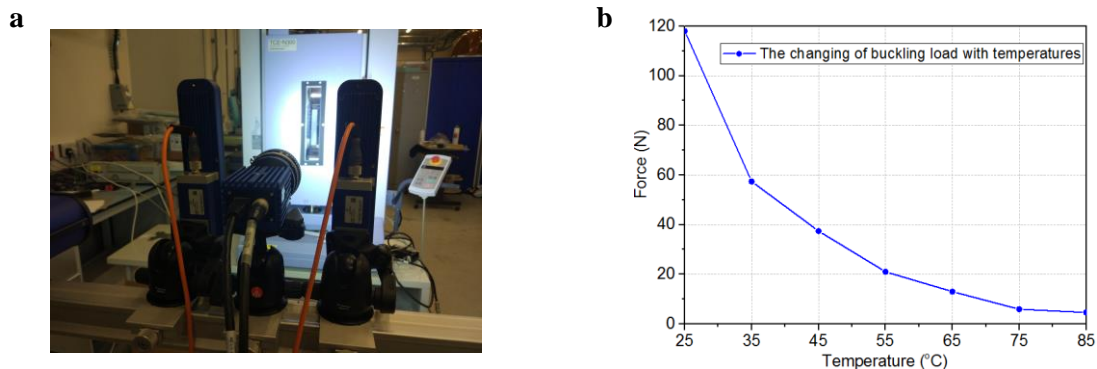 a
b
The changing of buckling load with temperatures
Force (N)
120
100
80
60
40
20
0
25 35 45 55 65 75 85
Temperature (°C)